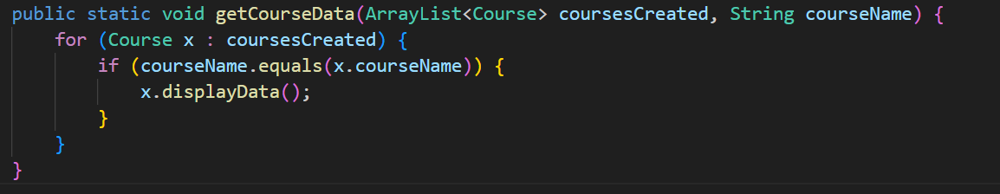 public static void getCourseData(ArrayList<Course> coursesCreated, String courseName) {
    for (Course x : coursesCreated) {
        if (courseName.equals(x.courseName)) {
            x.displayData();
        }
    }
}